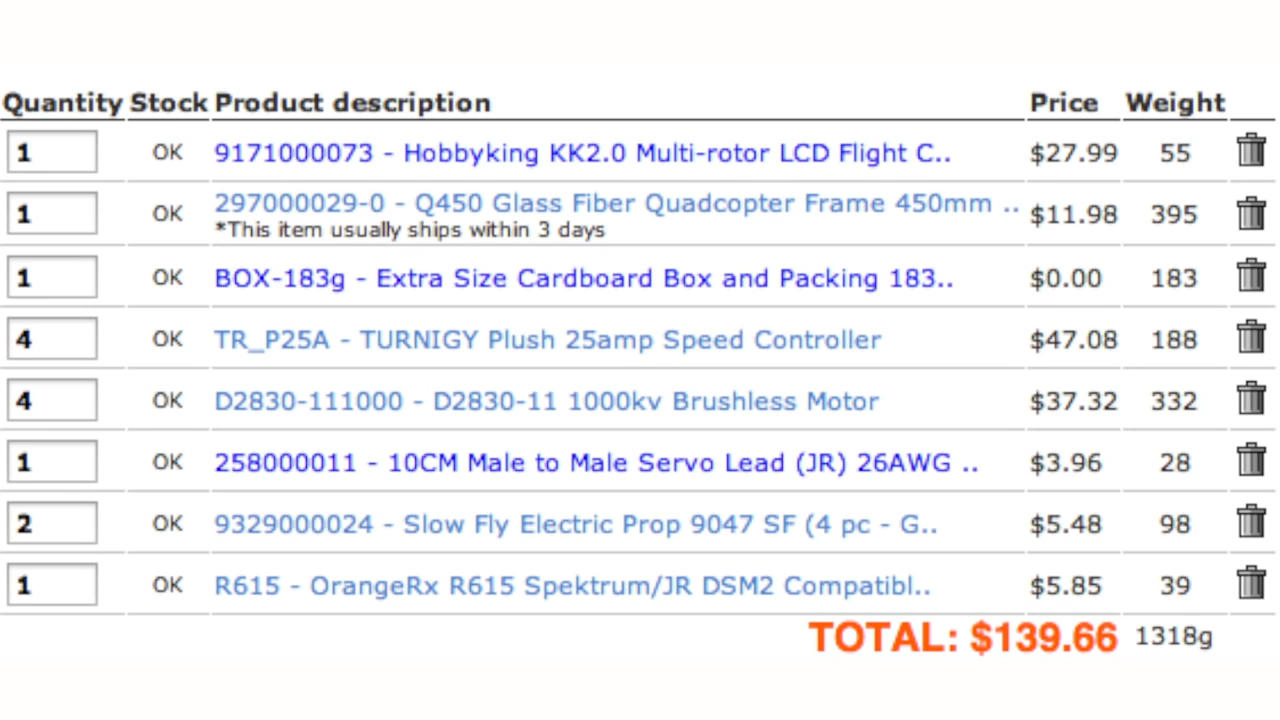 Quantity Stock Product description Price Weight
1 OK 9171000073 - Hobbyking KK2.0 Multi-rotor LCD Flight C.. $27.99 55
1 OK 297000029-0 - Q450 Glass Fiber Quadcopter Frame 450mm .. $11.98 395
*This item usually ships within 3 days
1 OK BOX-183g - Extra Size Cardboard Box and Packing 183.. $0.00 183
4 OK TR_P25A - TURNIGY Plush 25amp Speed Controller $47.08 188
4 OK D2830-111000 - D2830-11 1000kv Brushless Motor $37.32 332
1 OK 258000011 - 10CM Male to Male Servo Lead (JR) 26AWG .. $3.96 28
2 OK 9329000024 - Slow Fly Electric Prop 9047 SF (4 pc - G.. $5.48 98
1 OK R615 - OrangeRx R615 Spektrum/JR DSM2 Compatibl.. $5.85 39
TOTAL: $139.66 1318g